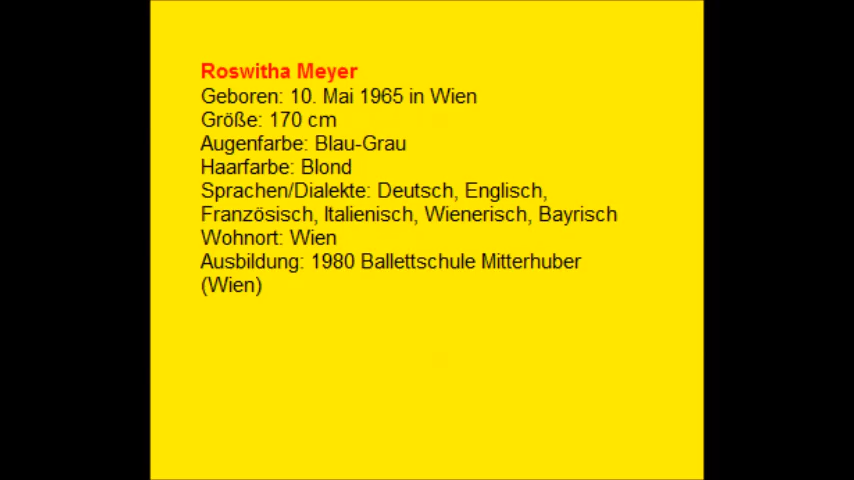 Roswitha Meyer
Geboren: 10. Mai 1965 in Wien
Größe: 170 cm
Augenfarbe: Blau-Grau
Haarfarbe: Blond
Sprachen/Dialekte: Deutsch, Englisch,
Französisch, Italienisch, Wienerisch, Bayrisch
Wohnort: Wien
Ausbildung: 1980 Ballettschule Mitterhuber
(Wien)